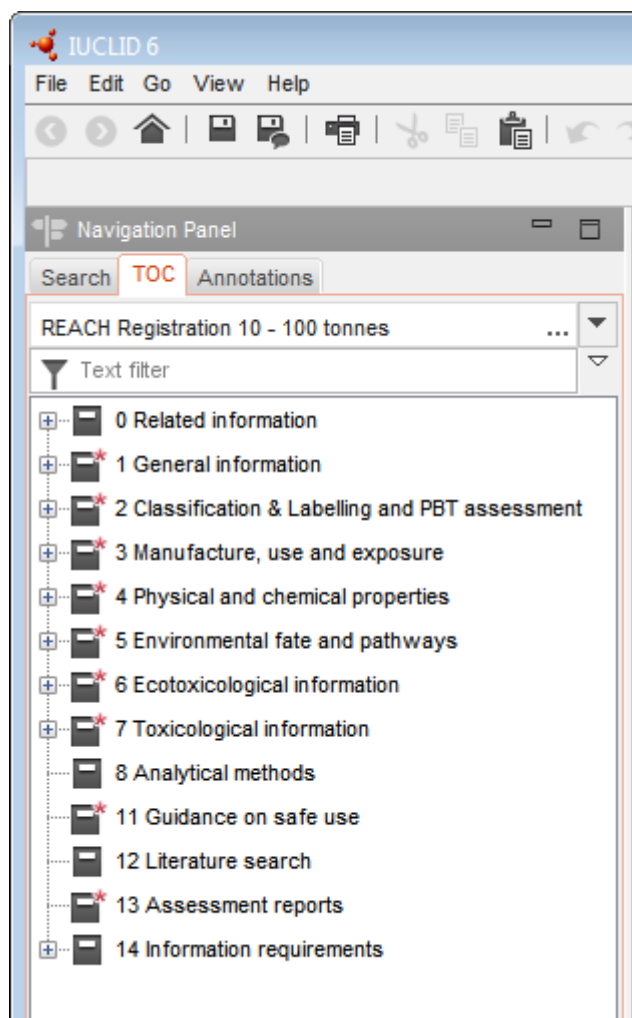 IUCLID 6
File Edit Go View Help
Navigation Panel
Search TOC Annotations
REACH Registration 10 - 100 tonnes ...
Text filter
0 Related information
1 General information
2 Classification & Labelling and PBT assessment
3 Manufacture, use and exposure
4 Physical and chemical properties
5 Environmental fate and pathways
6 Ecotoxicological information
7 Toxicological information
8 Analytical methods
11 Guidance on safe use
12 Literature search
13 Assessment reports
14 Information requirements